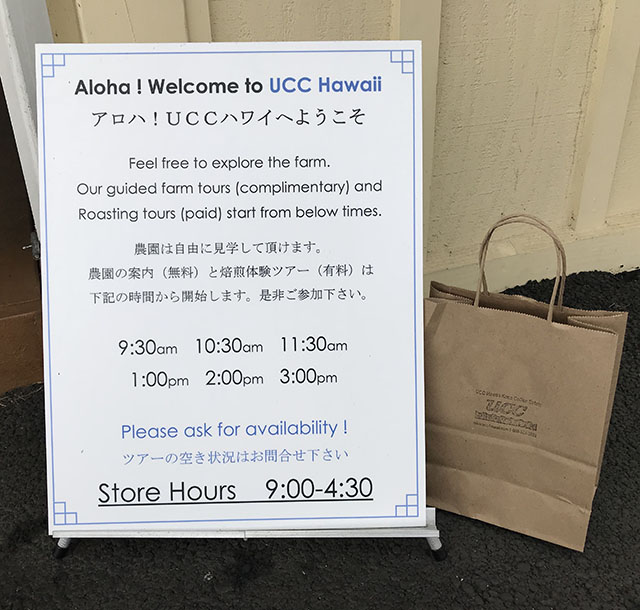 Aloha ! Welcome to UCC Hawaii
アロハ！ＵＣＣハワイへようこそ
Feel free to explore the farm.
Our guided farm tours (complimentary) and
Roasting tours (paid) start from below times.
農園は自由に見学して頂けます。
農園の案内（無料）と焙煎体験ツアー（有料）は
下記の時間から開始します。是非ご参加下さい。
9:30am 10:30am 11:30am
1:00pm 2:00pm 3:00pm
Please ask for availability !
ツアーの空き状況はお問合せ下さい
Store Hours 9:00-4:30
UCC Hawaii Kona Coffee
UCC